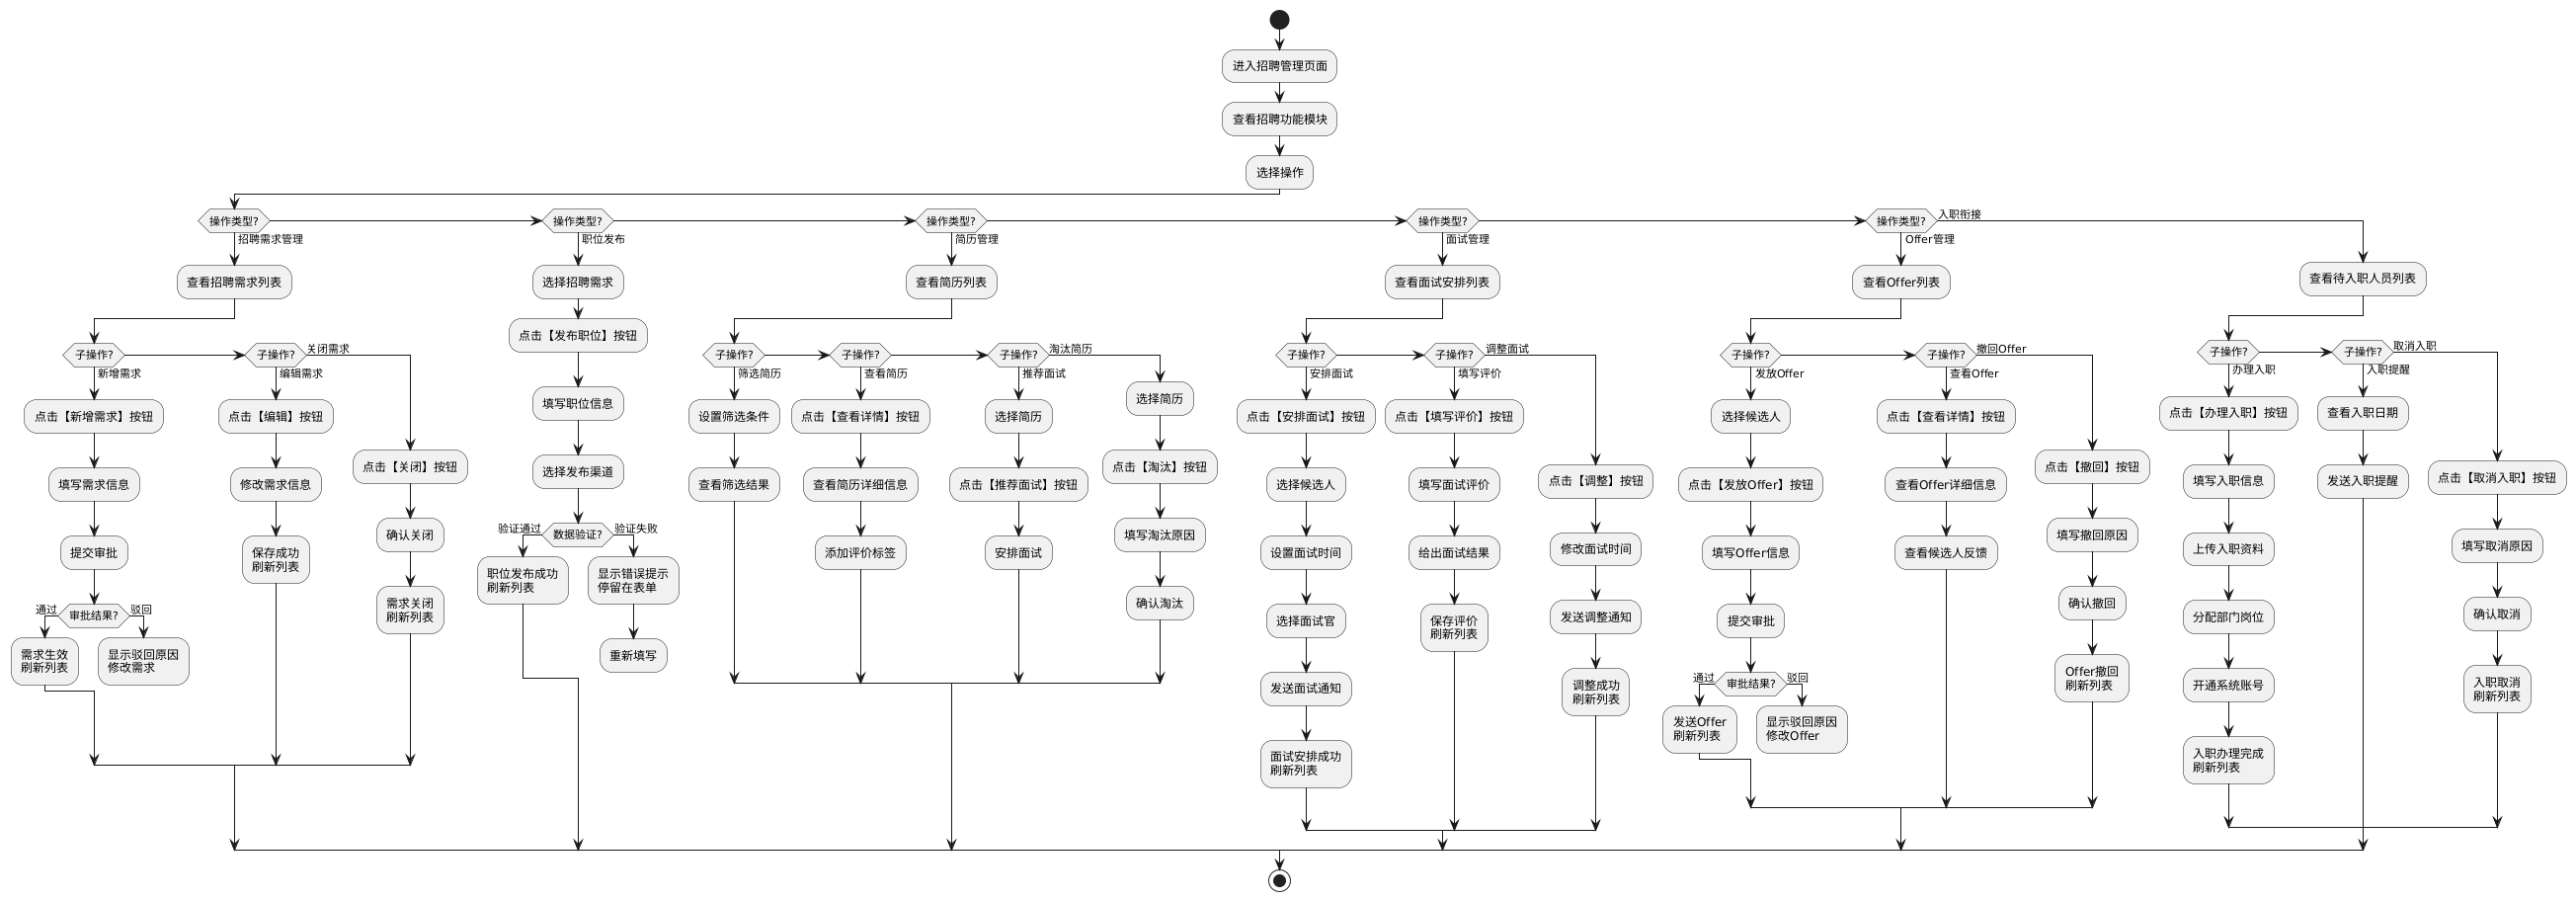 进入招聘管理页面
查看招聘功能模块
选择操作
操作类型?
招聘需求管理
查看招聘需求列表
子操作?
新增需求
点击【新增需求】按钮
填写需求信息
提交审批
审批结果?
通过
需求生效
刷新列表
驳回
显示驳回原因
修改需求
子操作?
编辑需求
点击【编辑】按钮
修改需求信息
保存成功
刷新列表
关闭需求
点击【关闭】按钮
确认关闭
需求关闭
刷新列表
操作类型?
职位发布
选择招聘需求
点击【发布职位】按钮
填写职位信息
选择发布渠道
数据验证?
验证通过
职位发布成功
刷新列表
验证失败
显示错误提示
停留在表单
重新填写
操作类型?
简历管理
查看简历列表
子操作?
筛选简历
设置筛选条件
查看筛选结果
子操作?
查看简历
点击【查看详情】按钮
查看简历详细信息
添加评价标签
子操作?
推荐面试
选择简历
点击【推荐面试】按钮
安排面试
淘汰简历
选择简历
点击【淘汰】按钮
填写淘汰原因
确认淘汰
操作类型?
面试管理
查看面试安排列表
子操作?
安排面试
点击【安排面试】按钮
选择候选人
设置面试时间
选择面试官
发送面试通知
面试安排成功
刷新列表
子操作?
填写评价
点击【填写评价】按钮
填写面试评价
给出面试结果
保存评价
刷新列表
调整面试
点击【调整】按钮
修改面试时间
发送调整通知
调整成功
刷新列表
操作类型?
Offer管理
查看Offer列表
子操作?
发放Offer
选择候选人
点击【发放Offer】按钮
填写Offer信息
提交审批
审批结果?
通过
发送Offer
刷新列表
驳回
显示驳回原因
修改Offer
子操作?
查看Offer
点击【查看详情】按钮
查看Offer详细信息
查看候选人反馈
撤回Offer
点击【撤回】按钮
填写撤回原因
确认撤回
Offer撤回
刷新列表
入职衔接
查看待入职人员列表
子操作?
办理入职
点击【办理入职】按钮
填写入职信息
上传入职资料
分配部门岗位
开通系统账号
入职办理完成
刷新列表
子操作?
入职提醒
查看入职日期
发送入职提醒
取消入职
点击【取消入职】按钮
填写取消原因
确认取消
入职取消
刷新列表